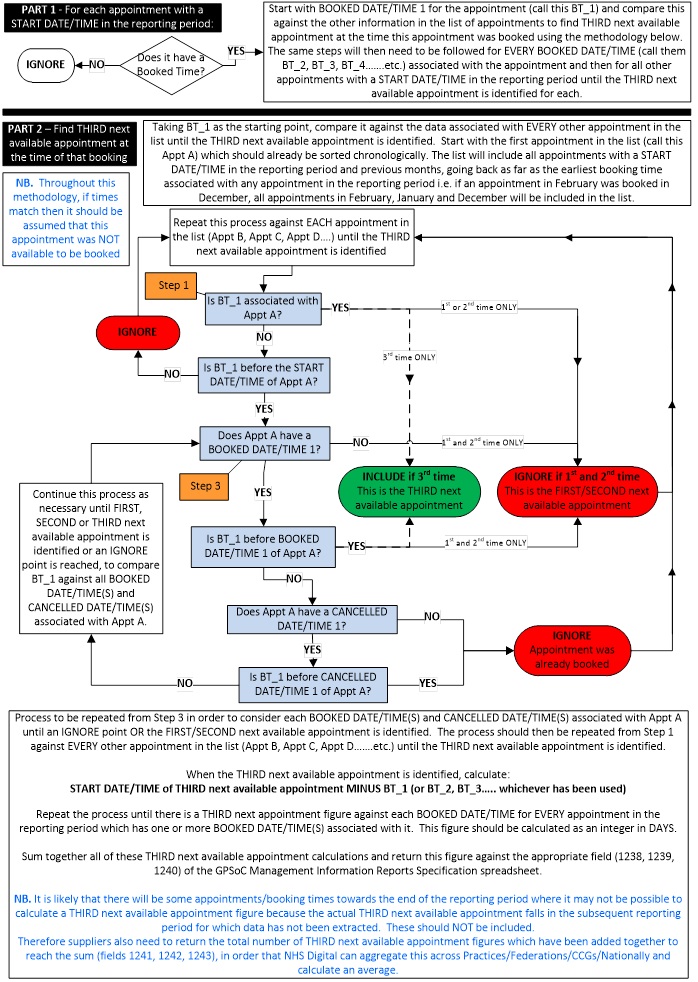 PART 1 - For each appointment with a
START DATE/TIME in the reporting period:
Start with BOOKED DATE/TIME 1 for the appointment (call this BT_1) and compare this
against the other information in the list of appointments to find THIRD next available
appointment at the time this appointment was booked using the methodology below.
The same steps will then need to be followed for EVERY BOOKED DATE/TIME (call them
BT_2, BT_3, BT_4.......etc.) associated with the appointment and then for all other
appointments with a START DATE/TIME in the reporting period until the THIRD next
available appointment is identified for each.
IGNORE
NO
Does it have a
Booked Time?
YES
PART 2 – Find THIRD next
available appointment at
the time of that booking
Taking BT_1 as the starting point, compare it against the data associated with EVERY other appointment in the
list until the THIRD next available appointment is identified.  Start with the first appointment in the list (call this
Appt A) which should already be sorted chronologically. The list will include all appointments with a START
DATE/TIME in the reporting period and previous months, going back as far as the earliest booking time
associated with any appointment in the reporting period i.e. if an appointment in February was booked in
December, all appointments in February, January and December will be included in the list.
NB.  Throughout this
methodology, if times
match then it should be
assumed that this
appointment was NOT
available to be booked
Repeat this process against EACH appointment in
the list (Appt B, Appt C, Appt D....) until the THIRD
next available appointment is identified
Step 1
Is BT_1 associated with
Appt A?
YES
1st or 2nd time ONLY
IGNORE
NO
3rd time ONLY
NO
Is BT_1 before the START
DATE/TIME of Appt A?
YES
Does Appt A have a
BOOKED DATE/TIME 1?
NO
1st and 2nd time ONLY
Step 3
YES
INCLUDE if 3rd time
This is the THIRD next
available appointment
IGNORE if 1st and 2nd time
This is the FIRST/SECOND next
available appointment
Continue this process as
necessary until FIRST,
SECOND or THIRD next
available appointment is
identified or an IGNORE
point is reached, to compare
BT_1 against all BOOKED
DATE/TIME(S) and
CANCELLED DATE/TIME(S)
associated with Appt A.
Is BT_1 before BOOKED
DATE/TIME 1 of Appt A?
YES
1st and 2nd time ONLY
NO
Does Appt A have a CANCELLED
DATE/TIME 1?
NO
YES
IGNORE
Appointment was
already booked
NO
Is BT_1 before CANCELLED
DATE/TIME 1 of Appt A?
YES
Process to be repeated from Step 3 in order to consider each BOOKED DATE/TIME(S) and CANCELLED DATE/TIME(S) associated with Appt A
until an IGNORE point OR the FIRST/SECOND next available appointment is identified.  The process should then be repeated from Step 1
against EVERY other appointment in the list (Appt B, Appt C, Appt D.......etc.) until the THIRD next available appointment is identified.
When the THIRD next available appointment is identified, calculate:
START DATE/TIME of THIRD next available appointment MINUS BT_1 (or BT_2, BT_3..... whichever has been used)
Repeat the process until there is a THIRD next appointment figure against each BOOKED DATE/TIME for EVERY appointment in the
reporting period which has one or more BOOKED DATE/TIME(S) associated with it.  This figure should be calculated as an integer in DAYS.
Sum together all of these THIRD next available appointment calculations and return this figure against the appropriate field (1238, 1239,
1240) of the GPSoC Management Information Reports Specification spreadsheet.
NB. It is likely that there will be some appointments/booking times towards the end of the reporting period where it may not be possible to
calculate a THIRD next available appointment figure because the actual THIRD next available appointment falls in the subsequent reporting
period for which data has not been extracted.  These should NOT be included.
Therefore suppliers also need to return the total number of THIRD next available appointment figures which have been added together to
reach the sum (fields 1241, 1242, 1243), in order that NHS Digital can aggregate this across Practices/Federations/CCGs/Nationally and
calculate an average.